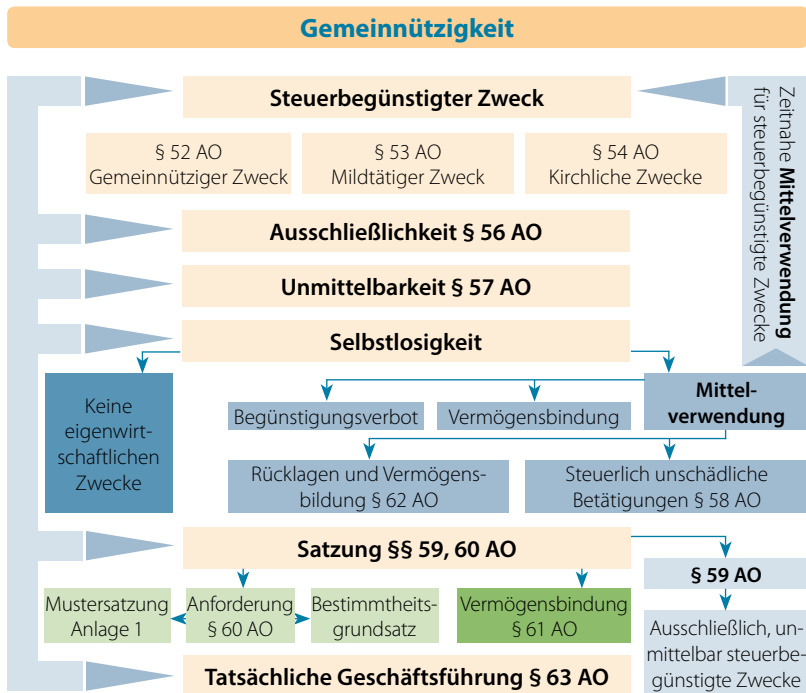 Gemeinnützigkeit
Steuerbegünstigter Zweck
§ 52 AO
Gemeinnütziger Zweck
§ 53 AO
Mildtätiger Zweck
§ 54 AO
Kirchliche Zwecke
Zeitnahe Mittelverwendung
für steuerbegünstigte Zwecke
Ausschließlichkeit § 56 AO
Unmittelbarkeit § 57 AO
Selbstlosigkeit
Keine
eigenwirt-
schaftlichen
Zwecke
Begünstigungsverbot
Vermögensbindung
Mittel-
verwendung
Rücklagen und Vermögens-
bildung § 62 AO
Steuerlich unschädliche
Betätigungen § 58 AO
Satzung §§ 59, 60 AO
§ 59 AO
Mustersatzung
Anlage 1
Anforderung
§ 60 AO
Bestimmtheits-
grundsatz
Vermögensbindung
§ 61 AO
Ausschließlich, un-
mittelbar steuerbe-
günstigte Zwecke
Tatsächliche Geschäftsführung § 63 AO